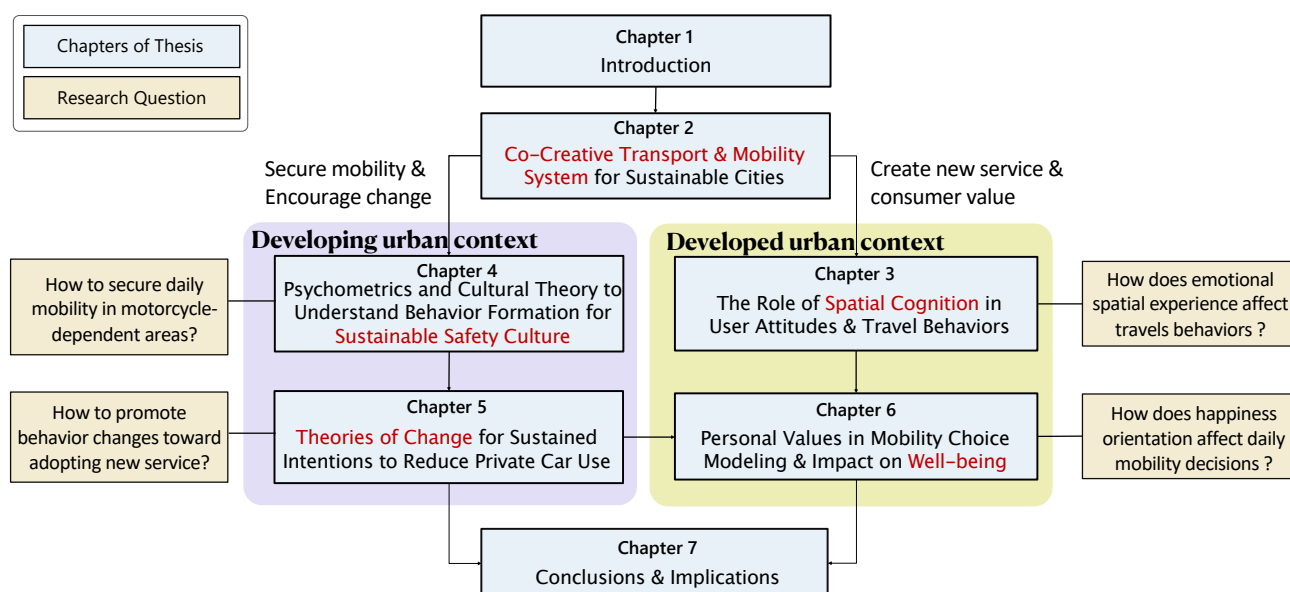 Chapters of Thesis
Research Question
Chapter 1
Introduction
Chapter 2
Co-Creative Transport & Mobility
System for Sustainable Cities
Secure mobility &
Encourage change
Create new service &
consumer value
Developing urban context
Developed urban context
How to secure daily
mobility in motorcycle-
dependent areas?
Chapter 4
Psychometrics and Cultural Theory to
Understand Behavior Formation for
Sustainable Safety Culture
Chapter 3
The Role of Spatial Cognition in
User Attitudes & Travel Behaviors
How does emotional
spatial experience affect
travels behaviors ?
How to promote
behavior changes toward
adopting new service?
Chapter 5
Theories of Change for Sustained
Intentions to Reduce Private Car Use
Chapter 6
Personal Values in Mobility Choice
Modeling & Impact on Well-being
How does happiness
orientation affect daily
mobility decisions ?
Chapter 7
Conclusions & Implications